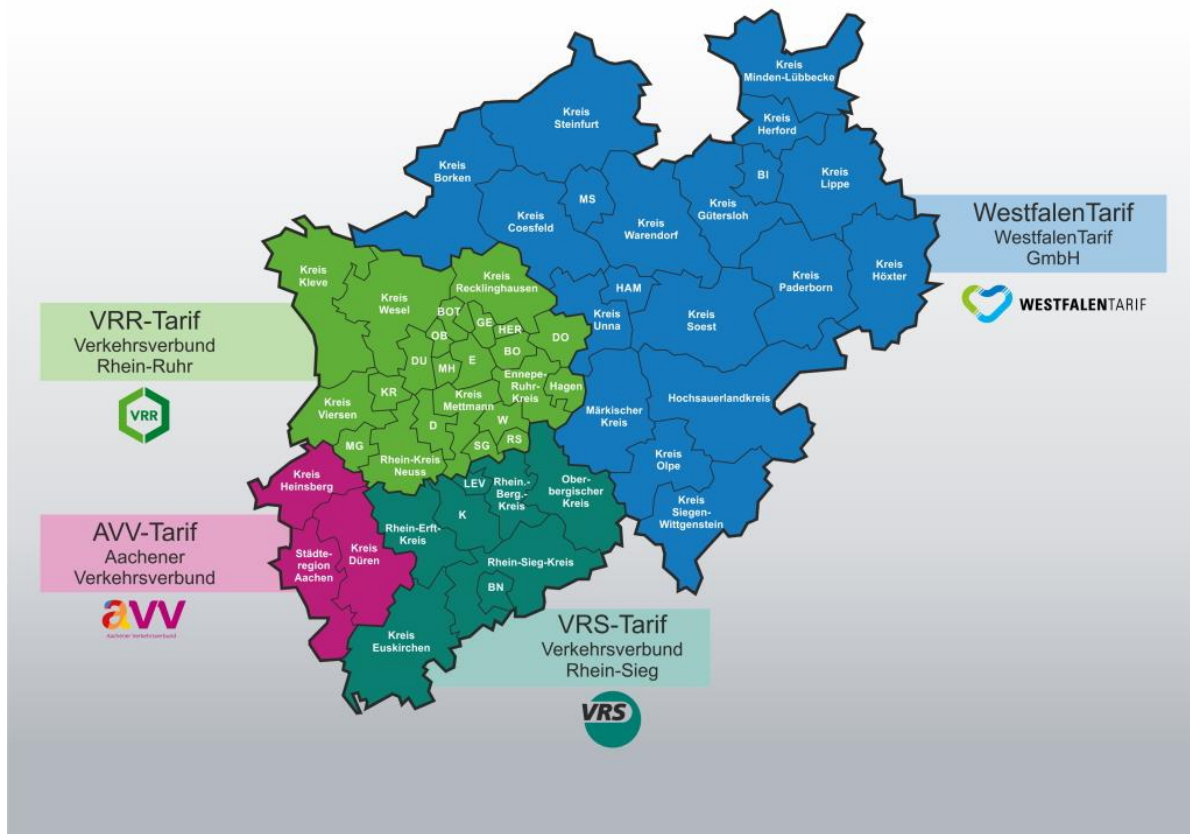 Kreis
Minden-Lübbecke
Kreis
Steinfurt
Kreis
Herford
Kreis
Borken
BI
Kreis
Lippe
MS
Kreis
Coesfeld
Kreis
Warendorf
Kreis
Gütersloh
WestfalenTarif
WestfalenTarif
GmbH
WESTFALENTARIF
Kreis
Höxter
Kreis
Paderborn
HAM
Kreis
Unna
Kreis
Soest
Kreis
Kleve
Kreis
Recklinghausen
Kreis
Wesel
BOT
GE
HER
OB
DO
DU
MH
E
BO
VRR-Tarif
Verkehrsverbund
Rhein-Ruhr
VRR
Ennepe-
Ruhr-
Kreis
Hagen
KR
Kreis
Viersen
Kreis
Mettmann
D
W
MG
SG
RS
Rhein-Kreis
Neuss
Märkischer
Kreis
Hochsauerlandkreis
Kreis
Olpe
Kreis
Siegen-
Wittgenstein
Kreis
Heinsberg
LEV
Rhein.-
Berg.-
Kreis
Ober-
bergischer
Kreis
K
Rhein-Erft-
Kreis
AVV-Tarif
Aachener
Verkehrsverbund
avv
Aachener Verkehrsverbund
Städte-
region
Aachen
Kreis
Düren
Rhein-Sieg-Kreis
BN
Kreis
Euskirchen
VRS-Tarif
Verkehrsverbund
Rhein-Sieg
VRS